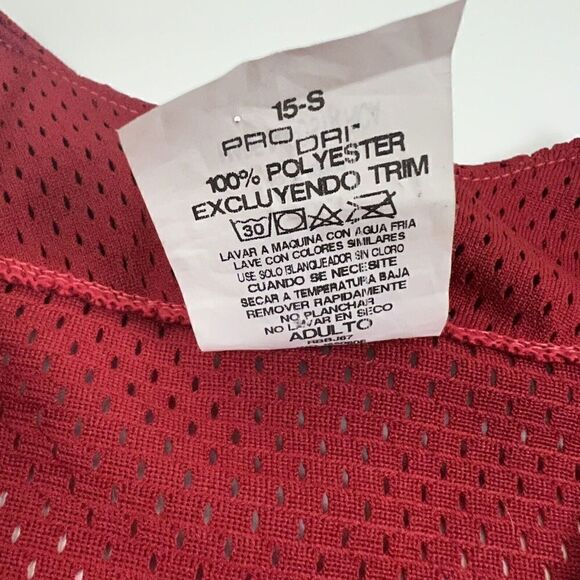 15-S
PRO DRI-
100% POLYESTER
EXCLUYENDO TRIM
30
LAVAR A MAQUINA CON AGUA FRIA
LAVE CON COLORES SIMILARES
USE SOLO BLANQUEADOR SIN CLORO
CUANDO SE NECESITE
SECAR A TEMPERATURA BAJA
REMOVER RAPIDAMENTE
NO PLANCHAR
NO LAVAR EN SECO
ADULTO
RBBJ67